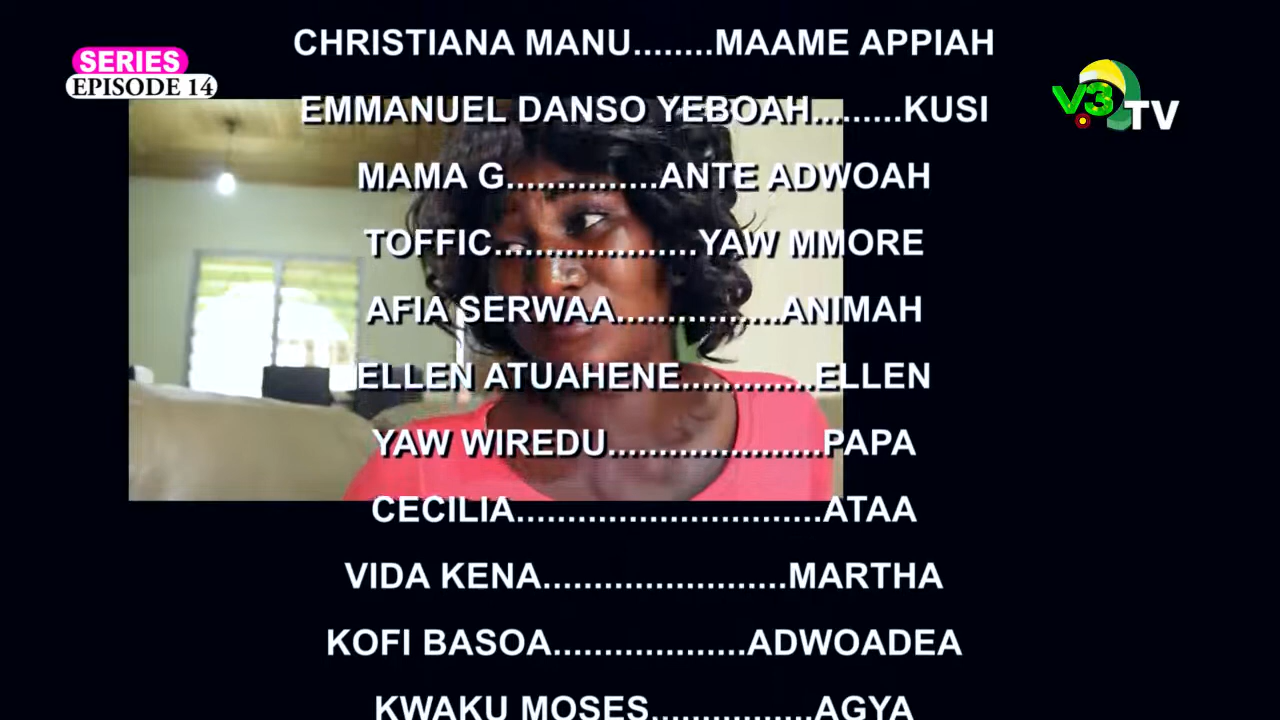 SERIES
EPISODE 14
V3
TV
CHRISTIANA MANU........MAAME APPIAH
EMMANUEL DANSO YEBOAH.........KUSI
MAMA G...............ANTE ADWOAH
TOFFIC....................YAW MMORE
AFIA SERWAA................ANIMAH
ELLEN ATUAHENE.............ELLEN
YAW WIREDU.....................PAPA
CECILIA..............................ATAA
VIDA KENA........................MARTHA
KOFI BASOA...................ADWOADEA
KWAKU MOSES................AGYA